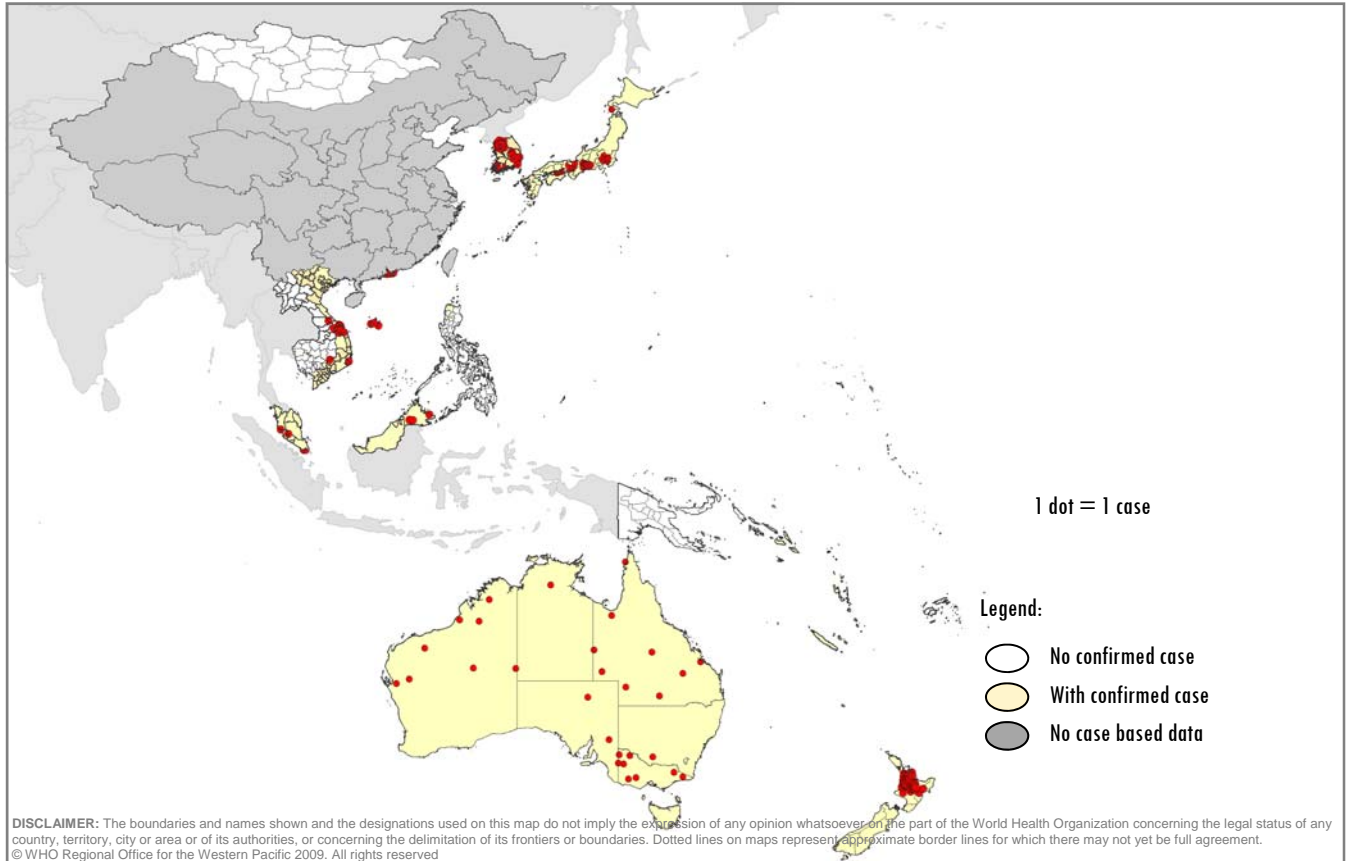 1 dot = 1 case
Legend:
No confirmed case
With confirmed case
No case based data
DISCLAIMER: The boundaries and names shown and the designations used on this map do not imply the expression of any opinion whatsoever on the part of the World Health Organization concerning the legal status of any
country, territory, city or area or of its authorities, or concerning the delimitation of its frontiers or boundaries. Dotted lines on maps represent approximate border lines for which there may not yet be full agreement.
© WHO Regional Office for the Western Pacific 2009. All rights reserved